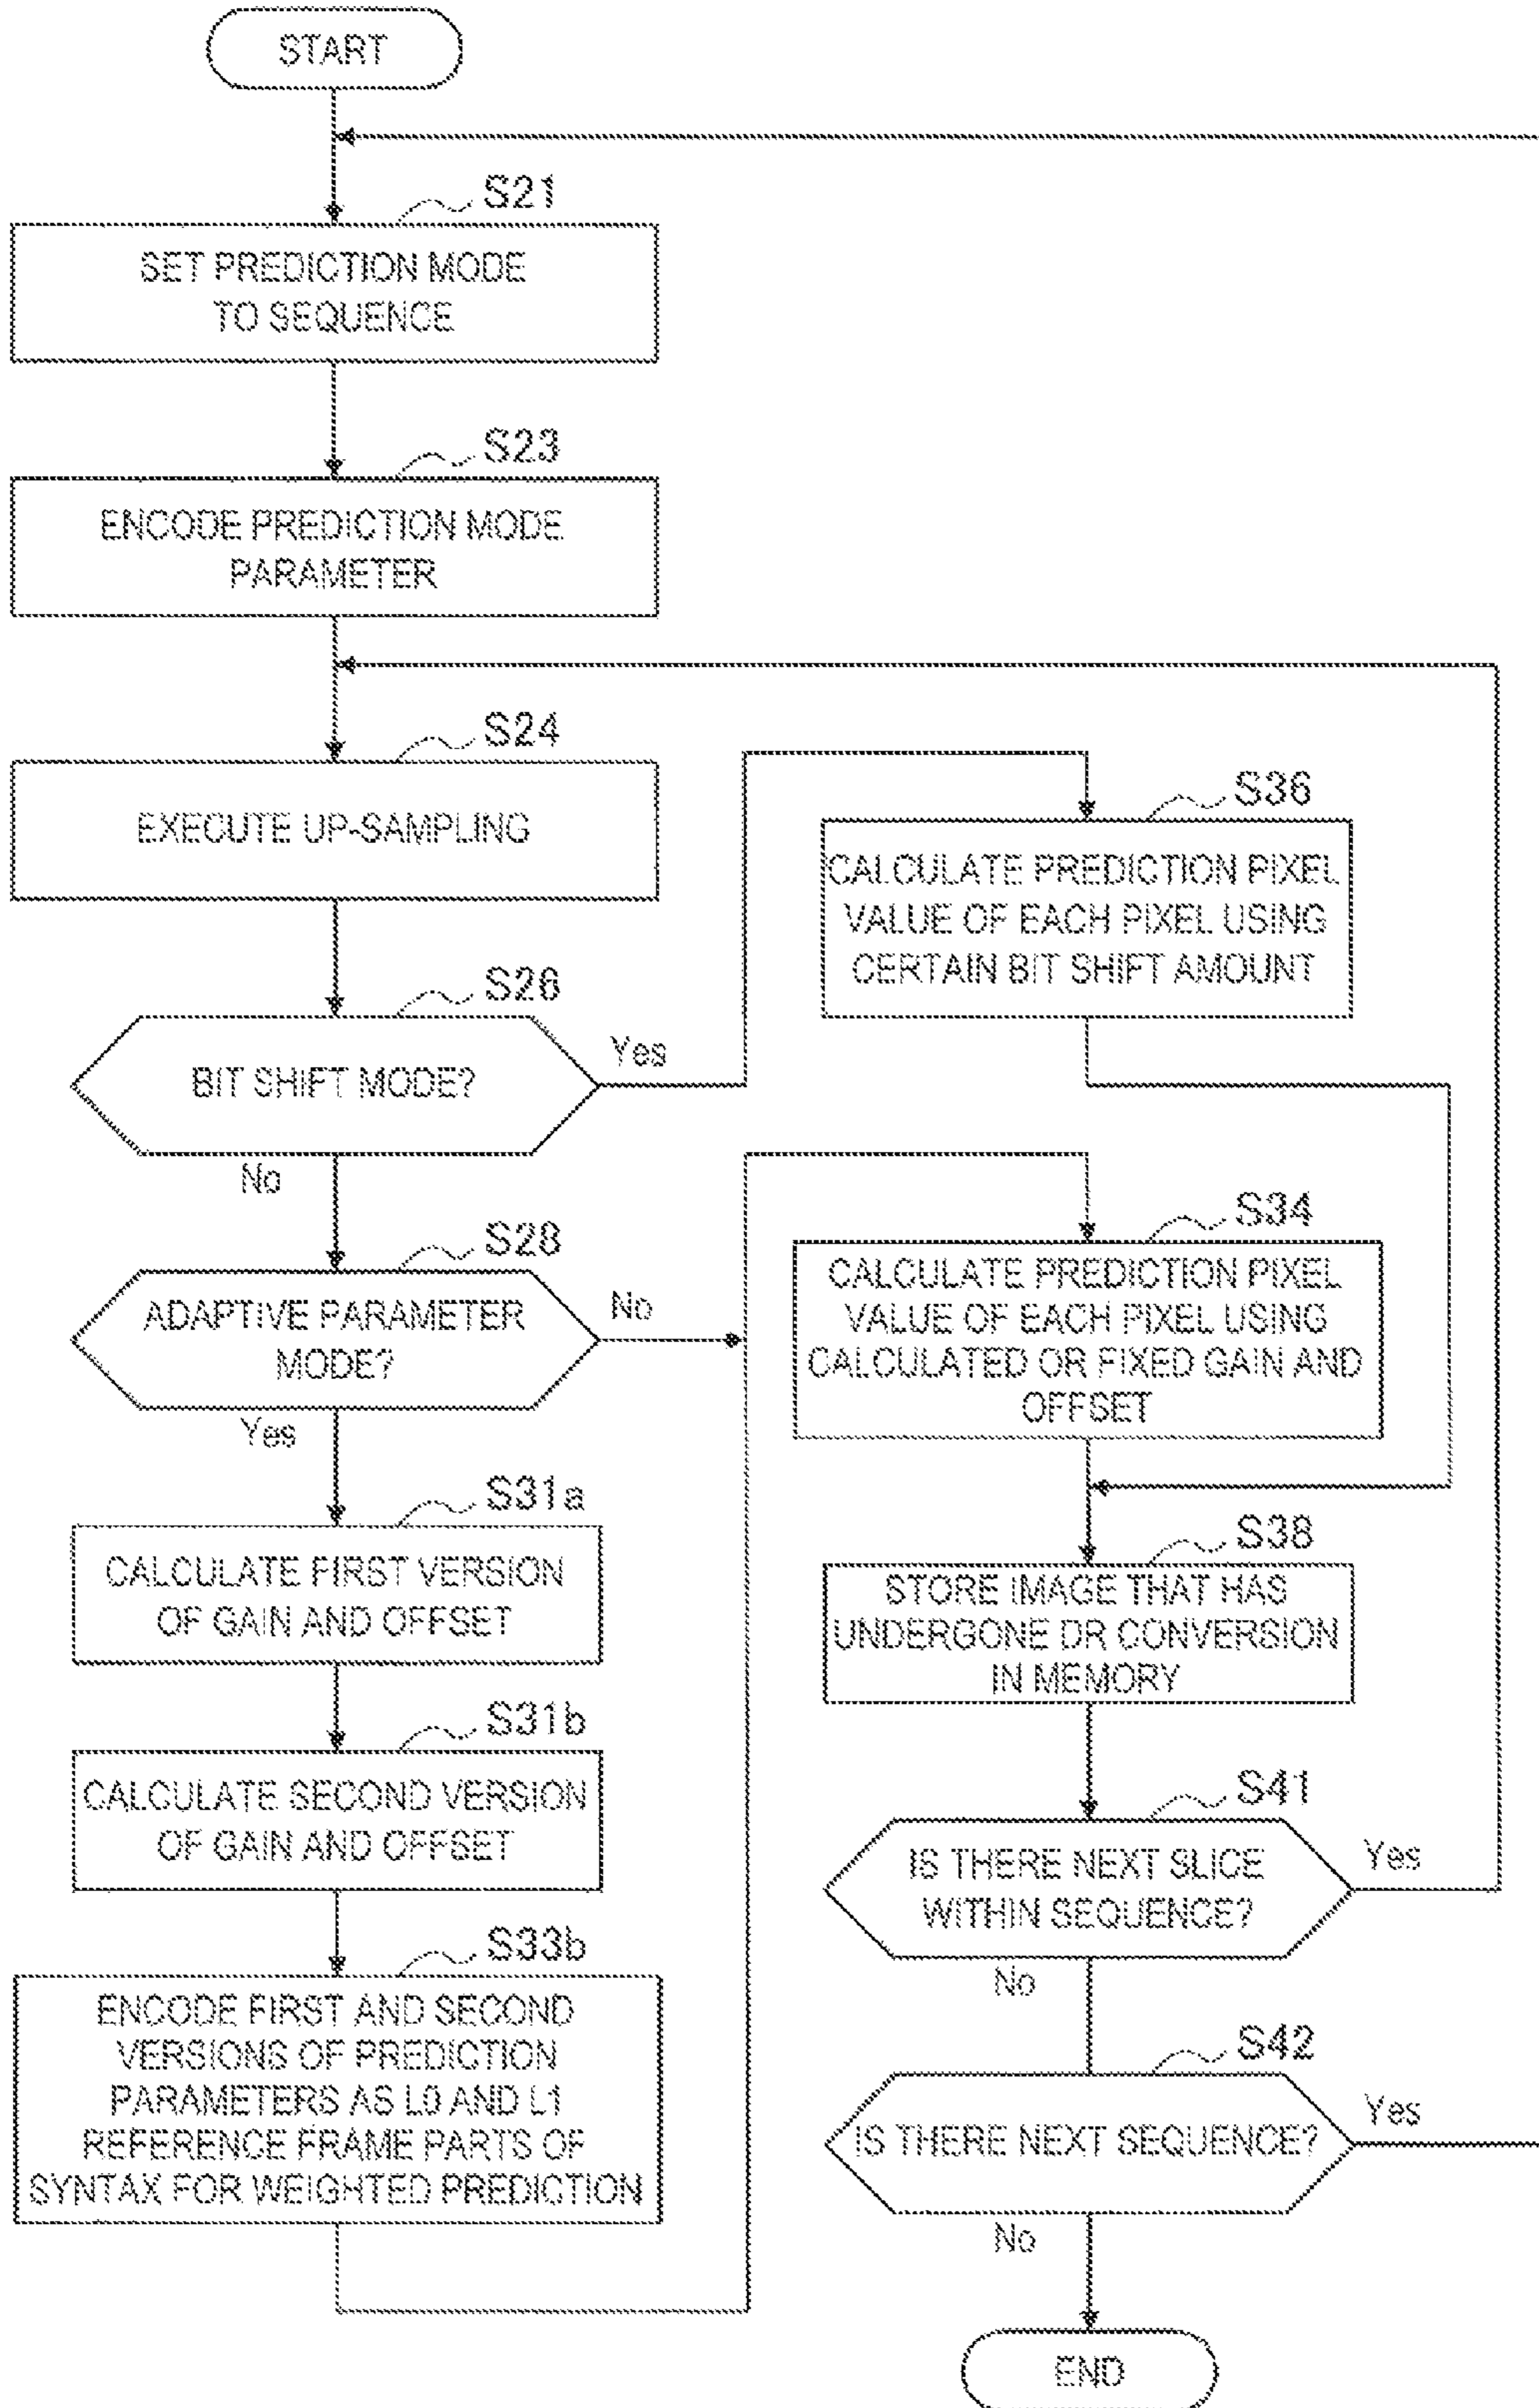 START
S21
SET PREDICTION MODE
TO SEQUENCE
S23
ENCODE PREDICTION MODE
PARAMETER
S24
EXECUTE UP-SAMPLING
S26
BIT SHIFT MODE?
Yes
No
S28
ADAPTIVE PARAMETER
MODE?
No
Yes
S31a
CALCULATE FIRST VERSION
OF GAIN AND OFFSET
S31b
CALCULATE SECOND VERSION
OF GAIN AND OFFSET
S33b
ENCODE FIRST AND SECOND
VERSIONS OF PREDICTION
PARAMETERS AS L0 AND L1
REFERENCE FRAME PARTS OF
SYNTAX FOR WEIGHTED PREDICTION
S36
CALCULATE PREDICTION PIXEL
VALUE OF EACH PIXEL USING
CERTAIN BIT SHIFT AMOUNT
S34
CALCULATE PREDICTION PIXEL
VALUE OF EACH PIXEL USING
CALCULATED OR FIXED GAIN AND
OFFSET
S38
STORE IMAGE THAT HAS
UNDERGONE DR CONVERSION
IN MEMORY
S41
IS THERE NEXT SLICE
WITHIN SEQUENCE?
Yes
No
S42
IS THERE NEXT SEQUENCE?
Yes
No
END